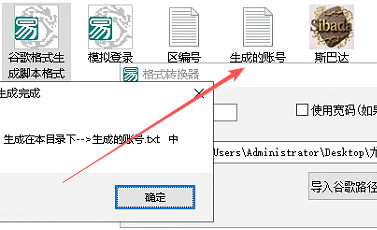 谷歌格式生
成脚本格式
模拟登录
区编号
生成的账号
斯巴达
Sibada
格式转换器
生成完成
生成在本目录下-->生成的账号.txt 中
确定
使用宽码(如果
Users\Administrator\Desktop\方
导入谷歌路径